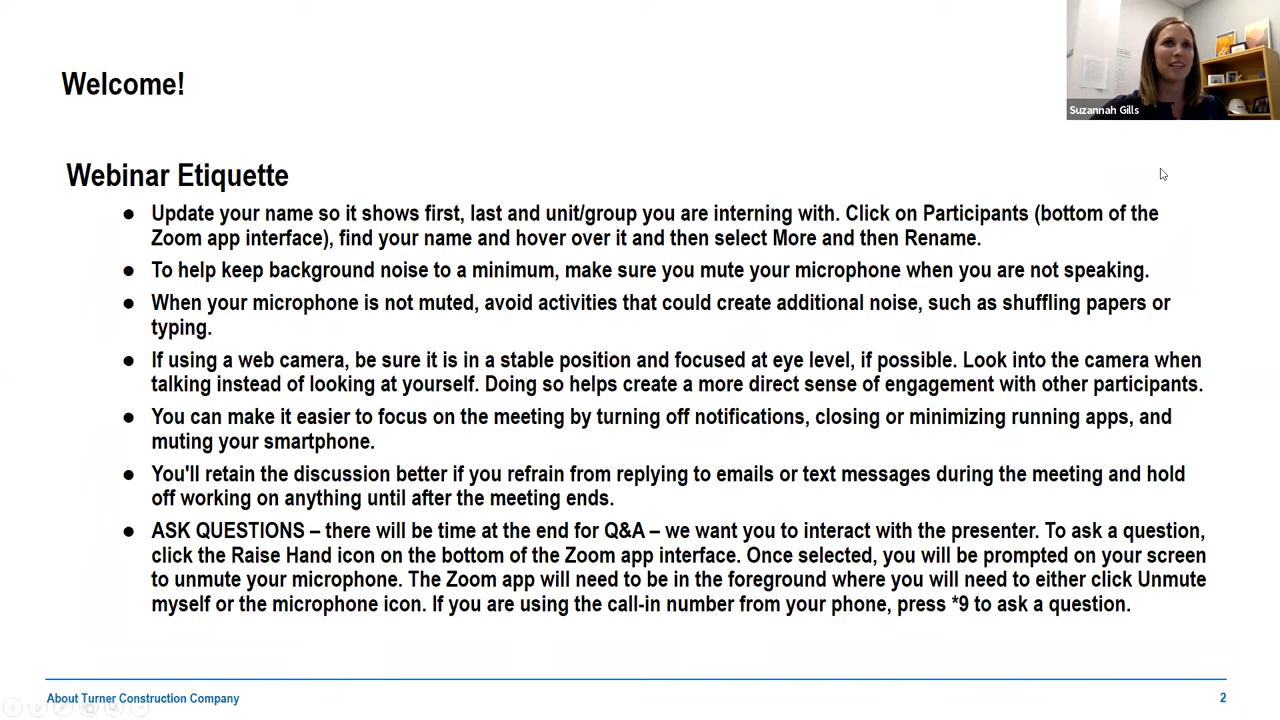 Welcome!
Suzannah Gills
Webinar Etiquette
● Update your name so it shows first, last and unit/group you are interning with. Click on Participants (bottom of the
Zoom app interface), find your name and hover over it and then select More and then Rename.
● To help keep background noise to a minimum, make sure you mute your microphone when you are not speaking.
● When your microphone is not muted, avoid activities that could create additional noise, such as shuffling papers or
typing.
● If using a web camera, be sure it is in a stable position and focused at eye level, if possible. Look into the camera when
talking instead of looking at yourself. Doing so helps create a more direct sense of engagement with other participants.
● You can make it easier to focus on the meeting by turning off notifications, closing or minimizing running apps, and
muting your smartphone.
● You'll retain the discussion better if you refrain from replying to emails or text messages during the meeting and hold
off working on anything until after the meeting ends.
● ASK QUESTIONS – there will be time at the end for Q&A – we want you to interact with the presenter. To ask a question,
click the Raise Hand icon on the bottom of the Zoom app interface. Once selected, you will be prompted on your screen
to unmute your microphone. The Zoom app will need to be in the foreground where you will need to either click Unmute
myself or the microphone icon. If you are using the call-in number from your phone, press *9 to ask a question.
About Turner Construction Company
2